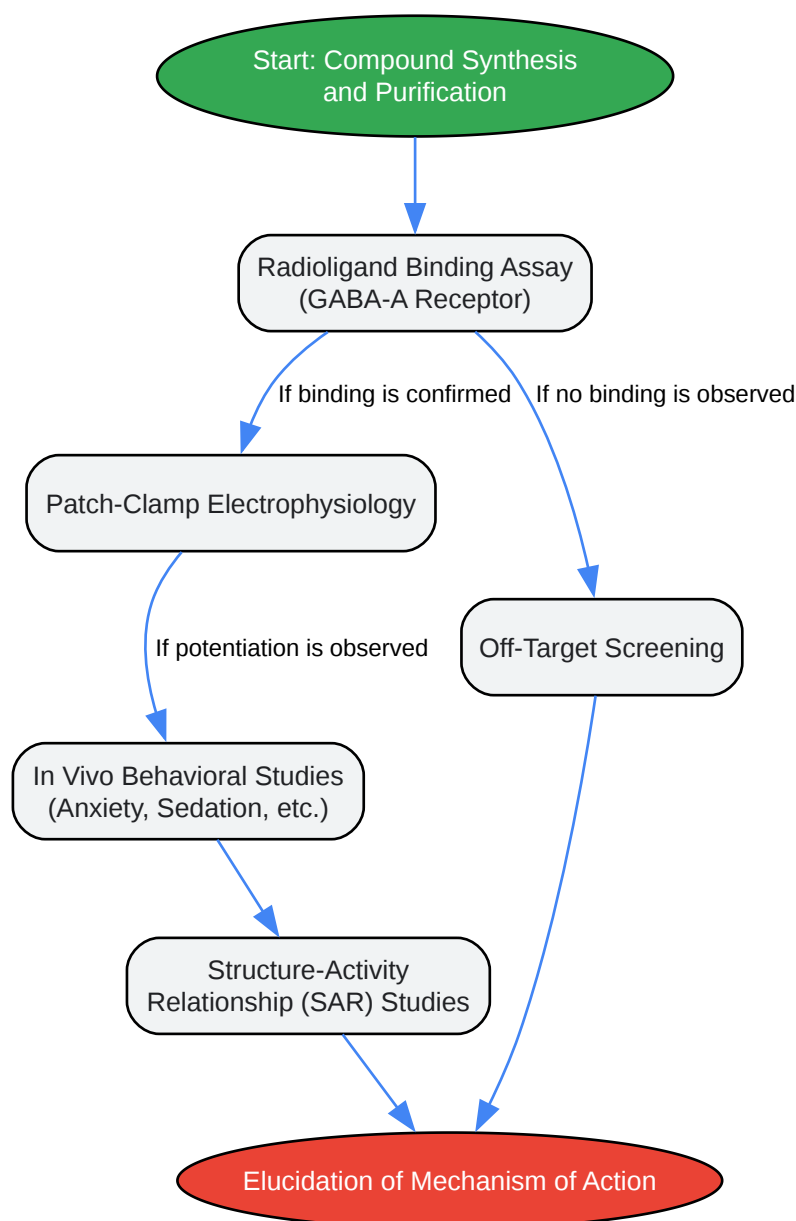 Start: Compound Synthesis
and Purification
Radioligand Binding Assay
(GABA-A Receptor)
If binding is confirmed
If no binding is observed
Patch-Clamp Electrophysiology
If potentiation is observed
Off-Target Screening
In Vivo Behavioral Studies
(Anxiety, Sedation, etc.)
Structure-Activity
Relationship (SAR) Studies
Elucidation of Mechanism of Action